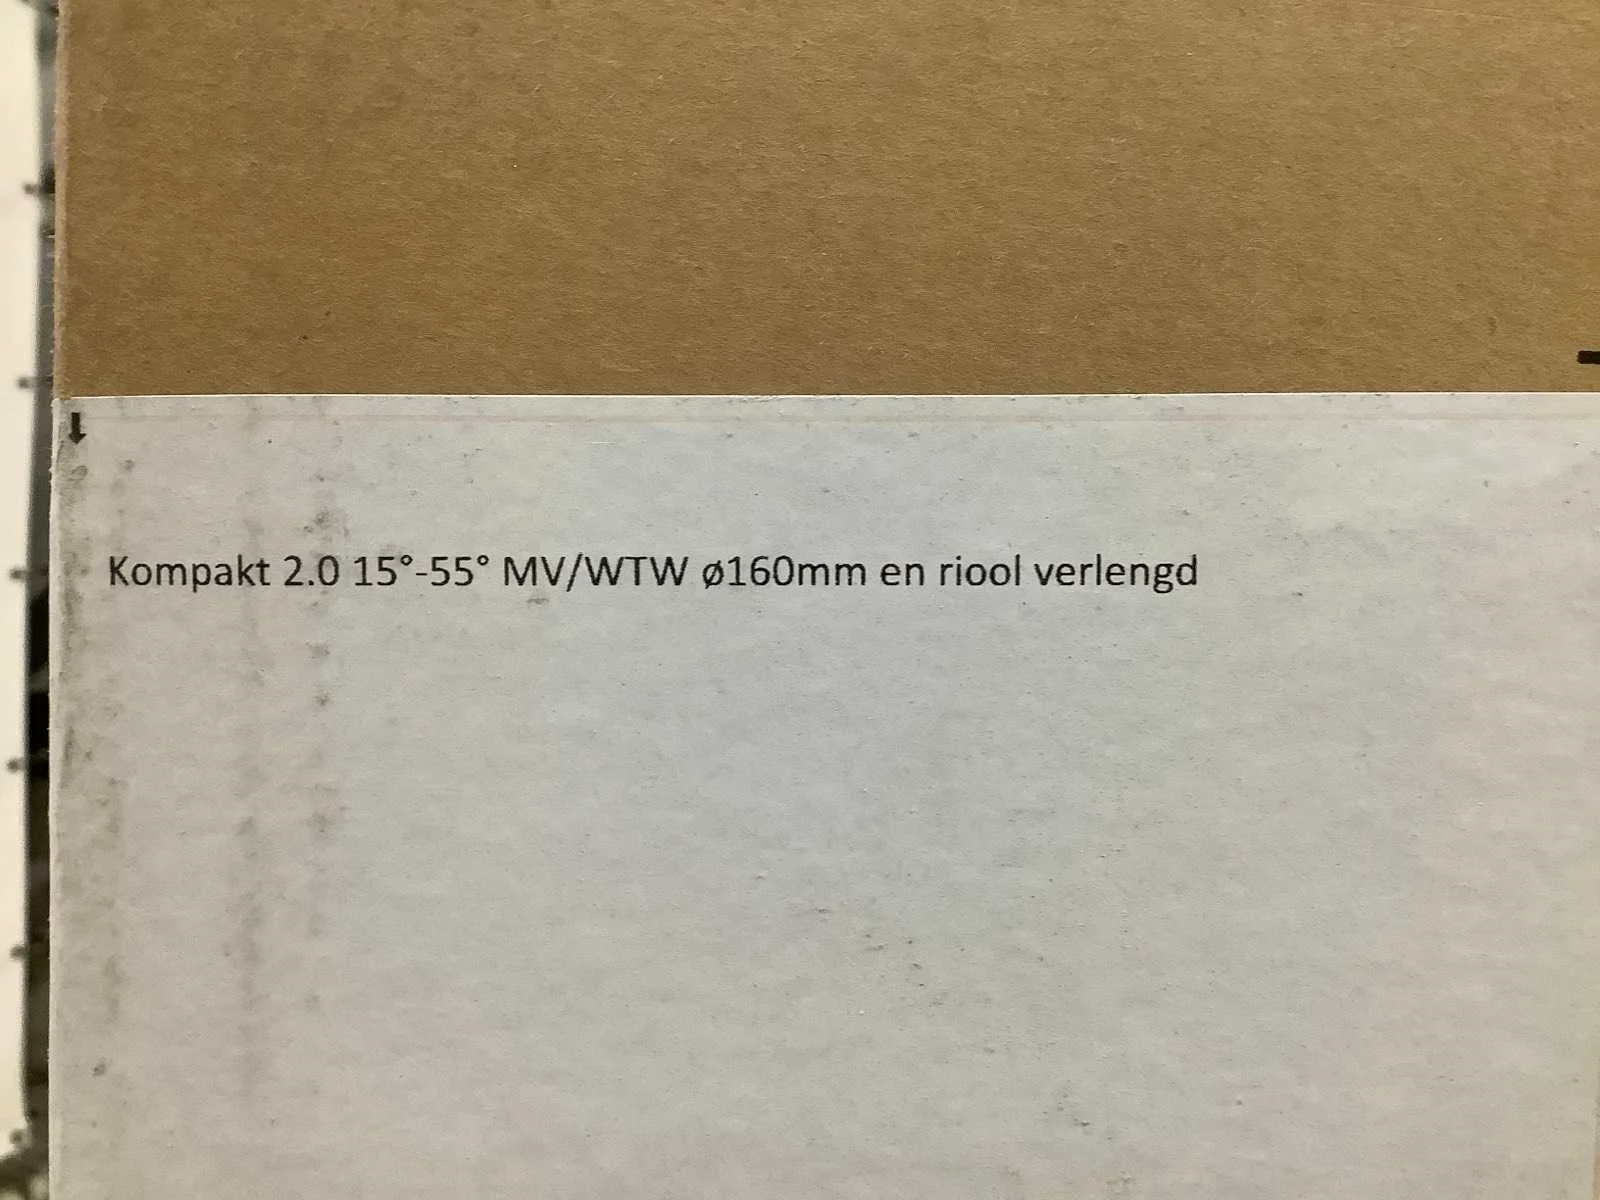 Kompakt 2.0 15°-55° MV/WTW ø160mm en riool verlengd